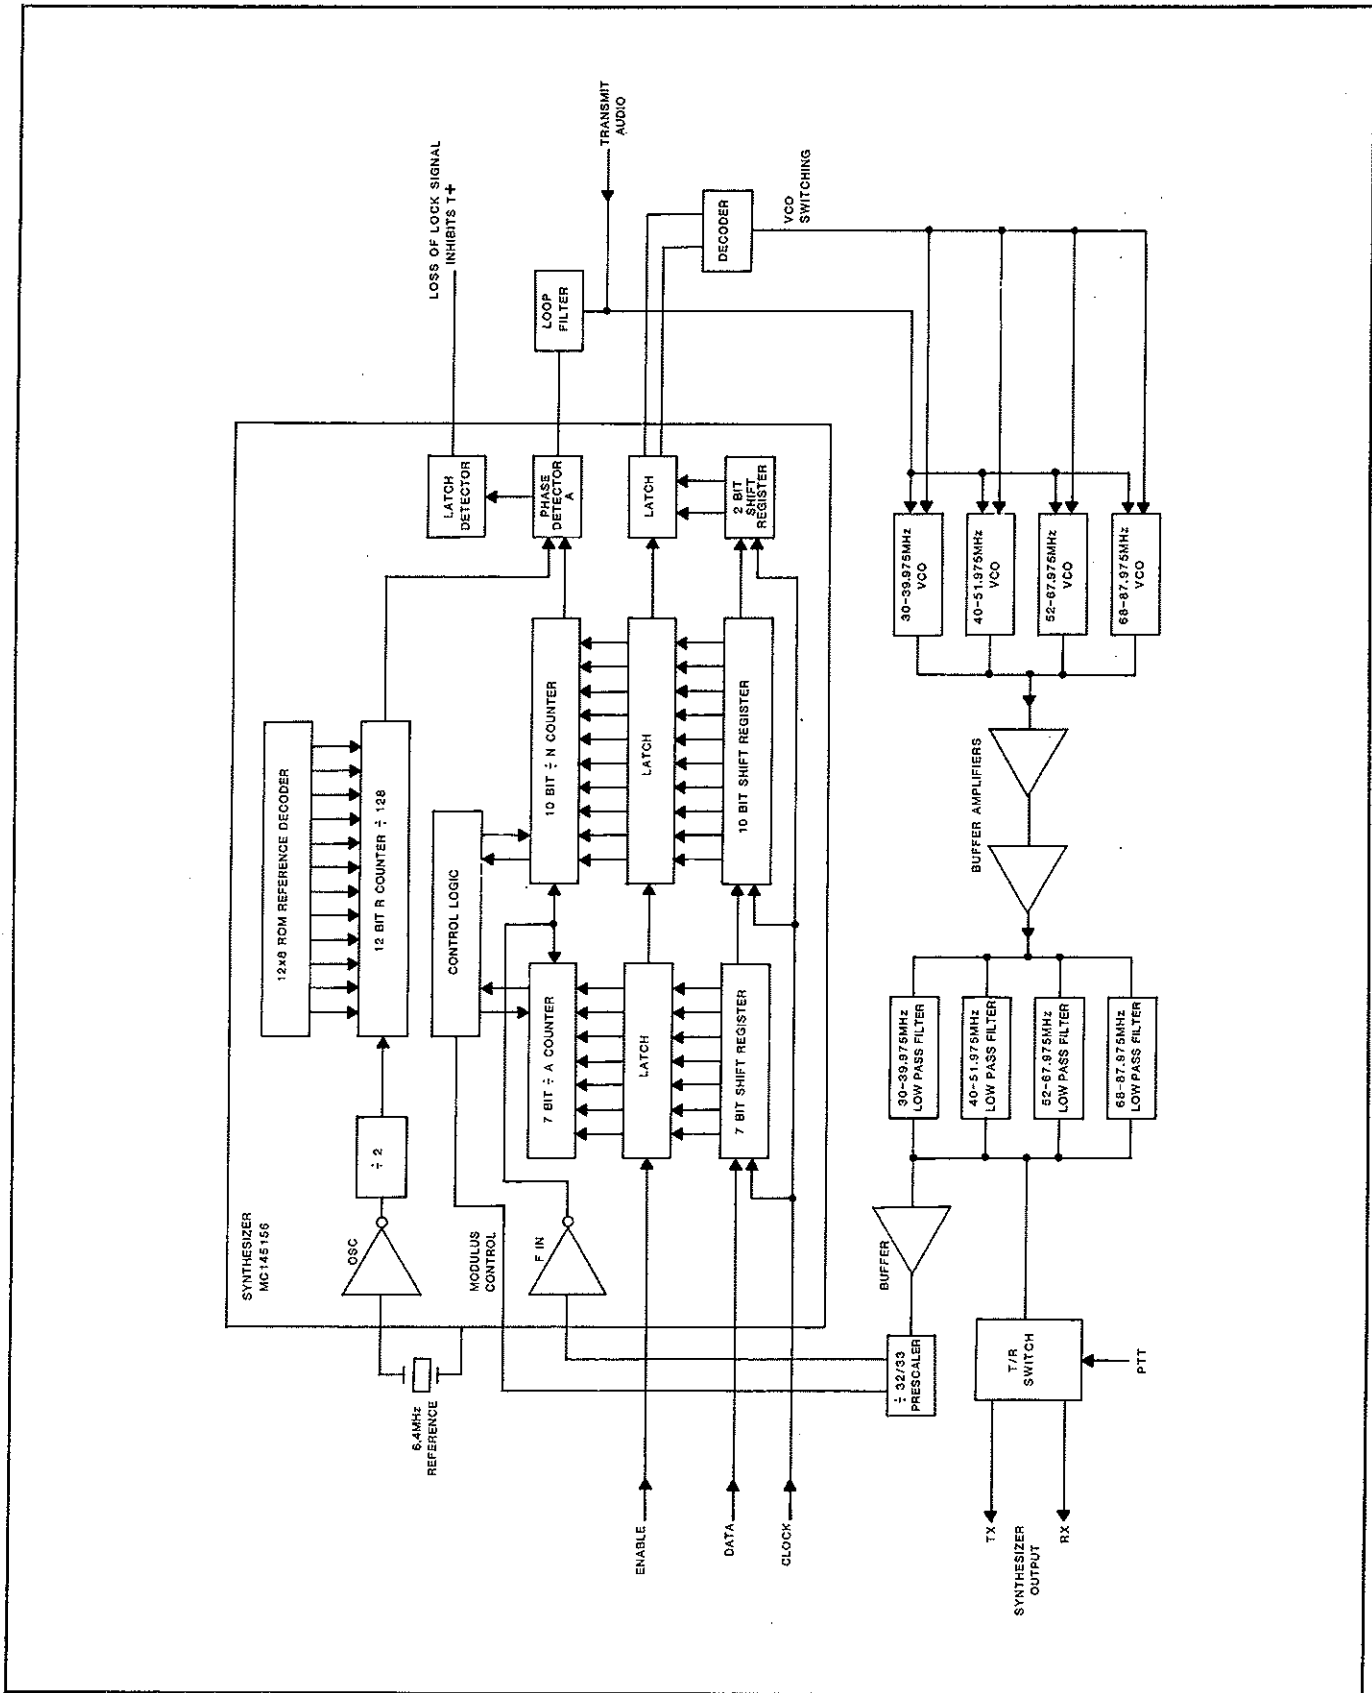 SYNTHESIZER
MC145156
6.4MHz
REFERENCE
OSC
÷ 2
12x8 ROM REFERENCE DECODER
12 BIT R COUNTER ÷ 128
LATCH
DETECTOR
LOSS OF LOCK SIGNAL
INHIBITS T+
MODULUS
CONTROL
CONTROL LOGIC
F IN
7 BIT ÷ A COUNTER
10 BIT ÷ N COUNTER
PHASE
DETECTOR
A
LOOP
FILTER
TRANSMIT
AUDIO
ENABLE
LATCH
LATCH
LATCH
DATA
7 BIT SHIFT REGISTER
10 BIT SHIFT REGISTER
2 BIT
SHIFT
REGISTER
DECODER
CLOCK
VCO
SWITCHING
÷ 32/33
PRESCALER
BUFFER
30-39.975MHz
LOW PASS FILTER
40-51.975MHz
LOW PASS FILTER
52-67.975MHz
LOW PASS FILTER
68-87.975MHz
LOW PASS FILTER
BUFFER AMPLIFIERS
30-39.975MHz
VCO
40-51.975MHz
VCO
52-67.975MHz
VCO
68-87.975MHz
VCO
TX
RX
SYNTHESIZER
OUTPUT
T/R
SWITCH
PTT